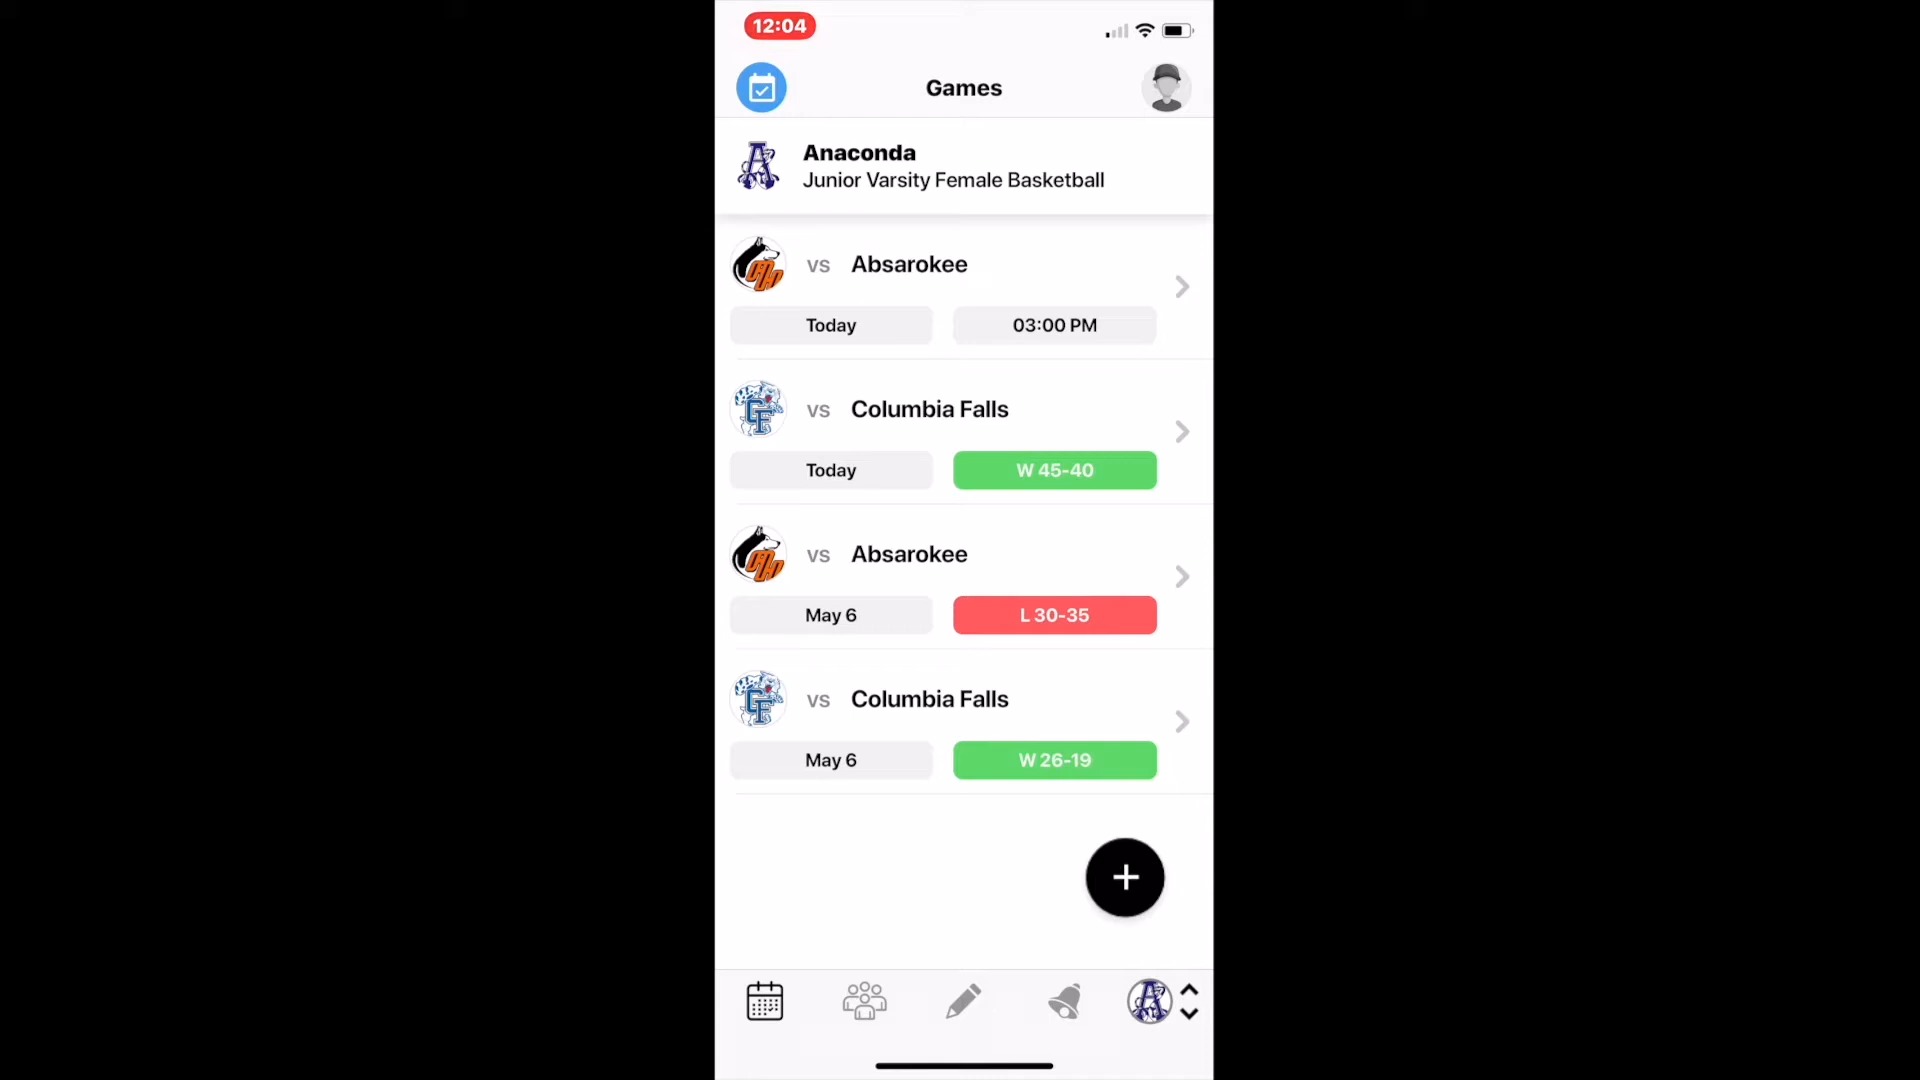 12:04
Games
Anaconda
Junior Varsity Female Basketball
vs Absarokee
Today 03:00 PM
vs Columbia Falls
Today W 45-40
vs Absarokee
May 6 L 30-35
vs Columbia Falls
May 6 W 26-19